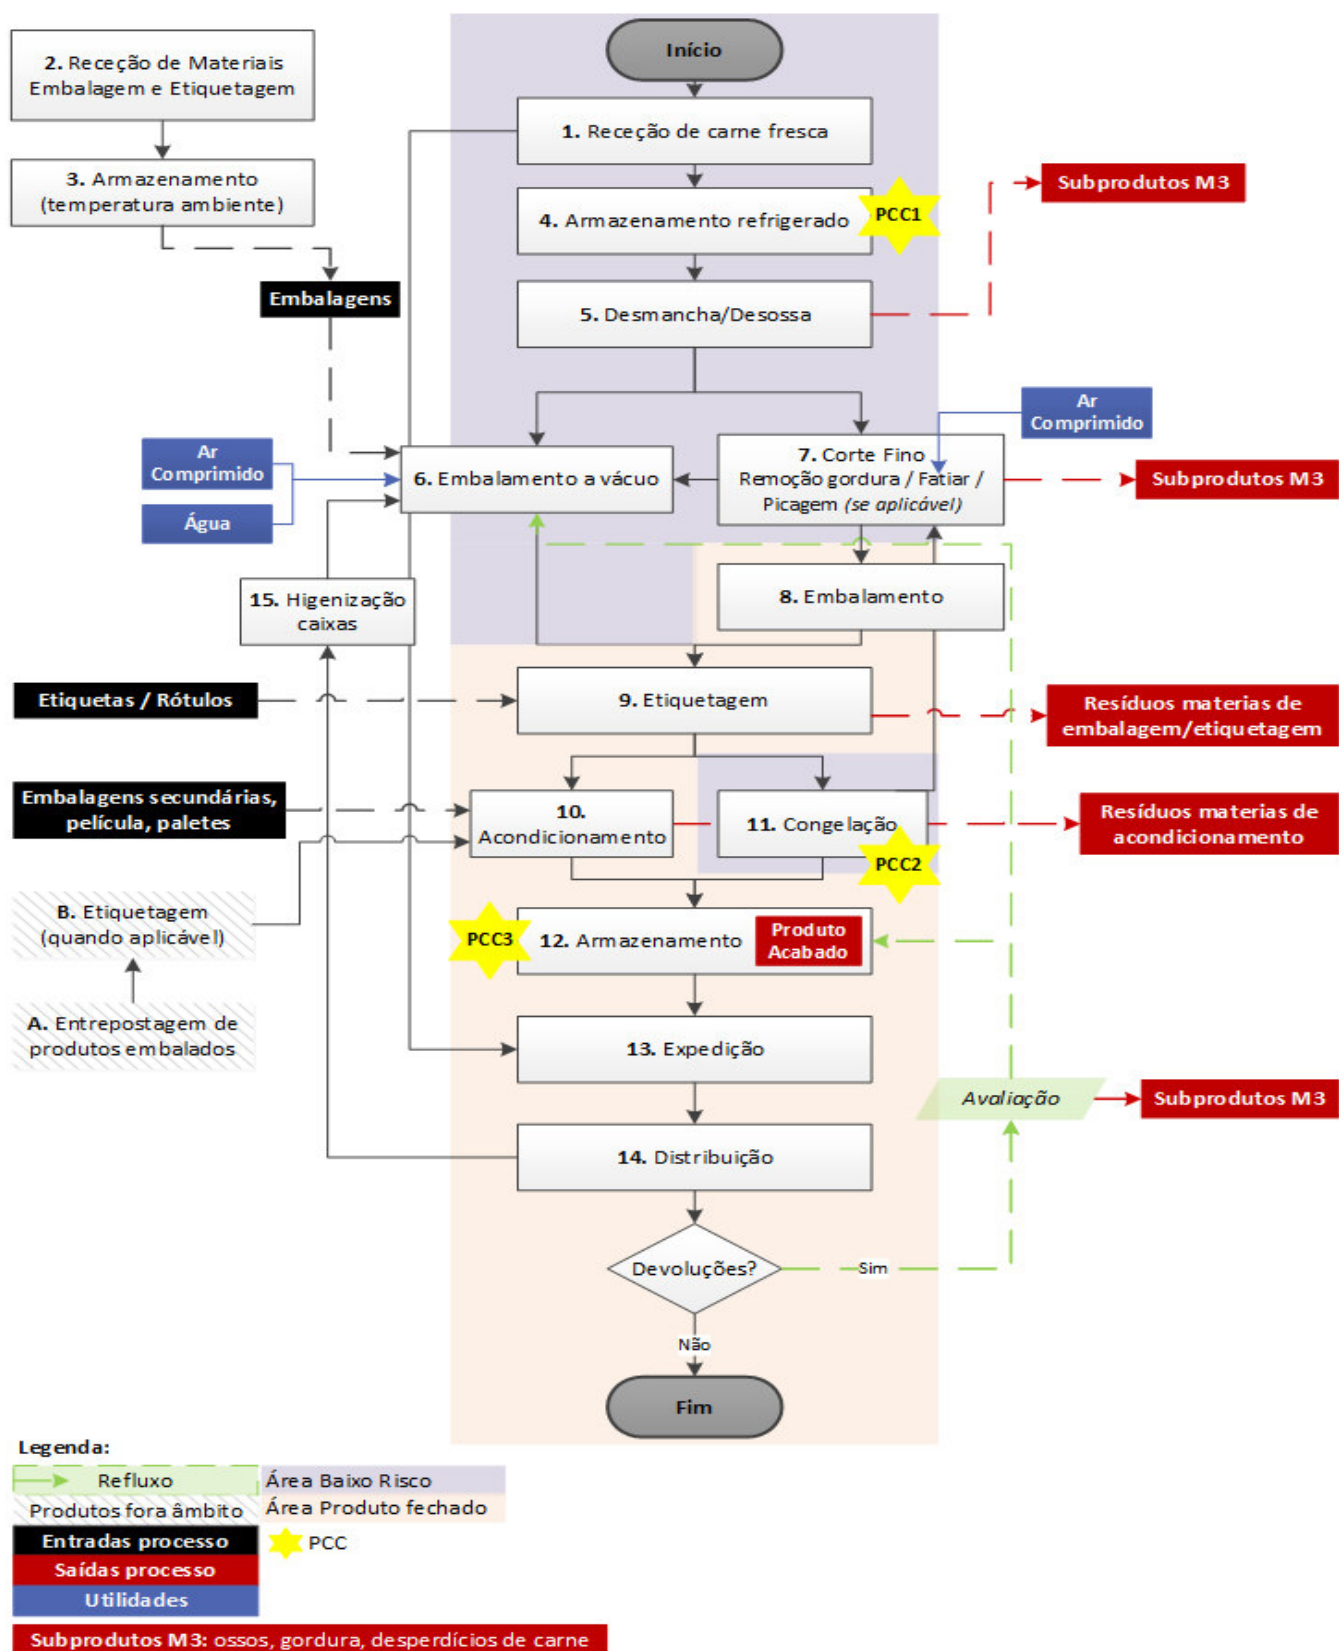 Início
2. Receção de Materiais
Embalagem e Etiquetagem
1. Receção de carne fresca
3. Armazenamento
(temperatura ambiente)
Subprodutos M3
4. Armazenamento refrigerado
PCC1
Embalagens
5. Desmancha/Desossa
Ar
Comprimido
Ar
Comprimido
Água
6. Embalamento a vácuo
7. Corte Fino
Remoção gordura / Fatiar /
Picagem (se aplicável)
Subprodutos M3
15. Higenização
caixas
8. Embalamento
Etiquetas / Rótulos
9. Etiquetagem
Resíduos materias de
embalagem/etiquetagem
Embalagens secundárias,
película, paletes
10.
Acondicionamento
11. Congelação
PCC2
Resíduos materias de
acondicionamento
B. Etiquetagem
(quando aplicável)
PCC3
12. Armazenamento
Produto
Acabado
A. Entrepostagem de
produtos embalados
13. Expedição
Avaliação
Subprodutos M3
14. Distribuição
Devoluções?
Sim
Não
Fim
Legenda:
Refluxo
Área Baixo Risco
Produtos fora âmbito
Área Produto fechado
Entradas processo
PCC
Saídas processo
Utilidades
Subprodutos M3: ossos, gordura, desperdícios de carne